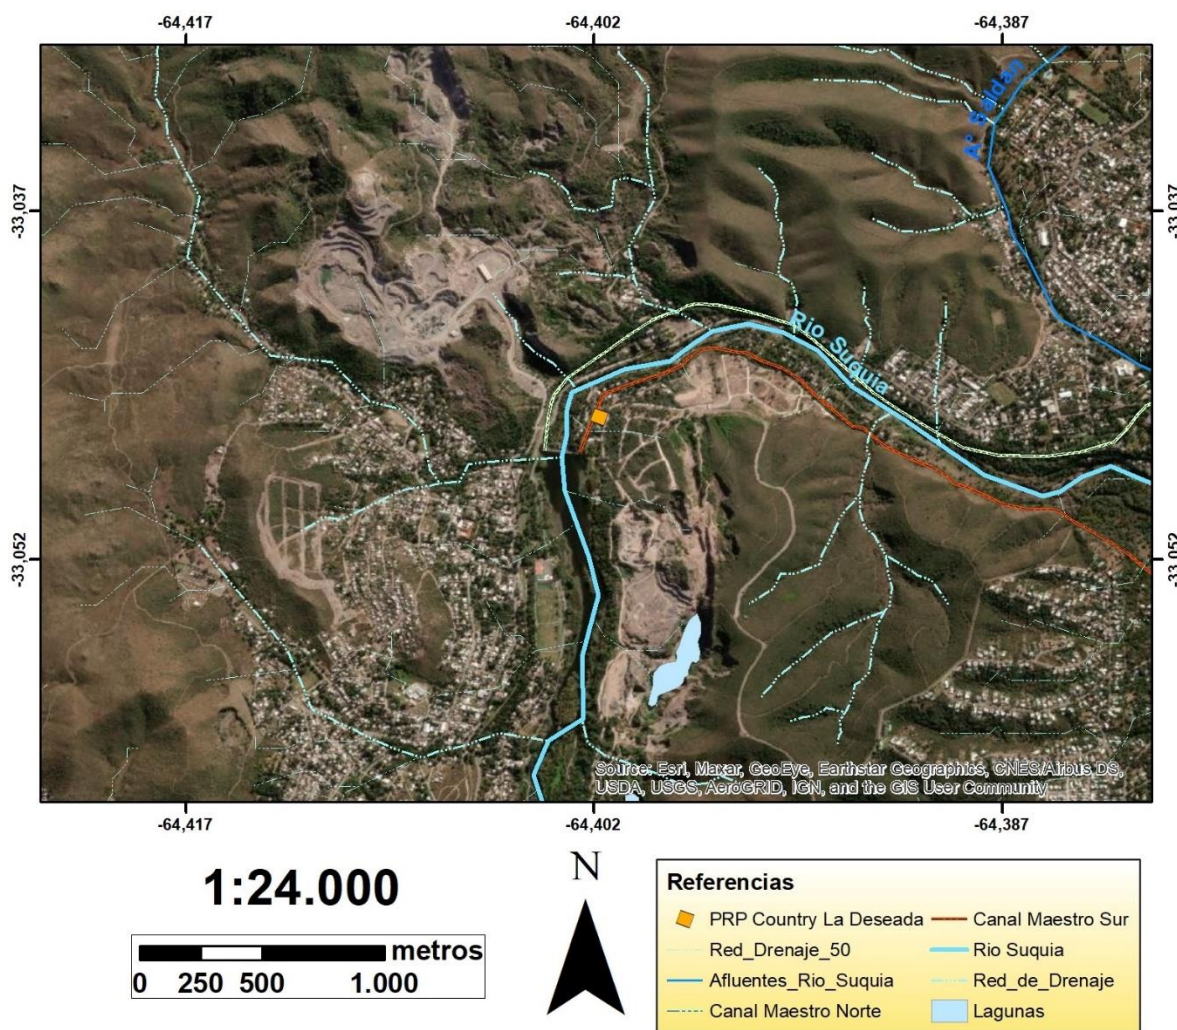 -64,417 -64,402 -64,387
A° Saldán
-33,037 -33,037
Rio Suquia
-33,052 -33,052
Source: Esri, Maxar, GeoEye, Earthstar Geographics, CNES/Airbus DS,
USDA, USGS, AeroGRID, IGN, and the GIS User Community
-64,417 -64,402 -64,387
1:24.000
metros
0 250 500 1.000
N
Referencias
PRP Country La Deseada
Red_Drenaje_50
Afluentes_Rio_Suquia
Canal Maestro Norte
Canal Maestro Sur
Rio Suquia
Red_de_Drenaje
Lagunas